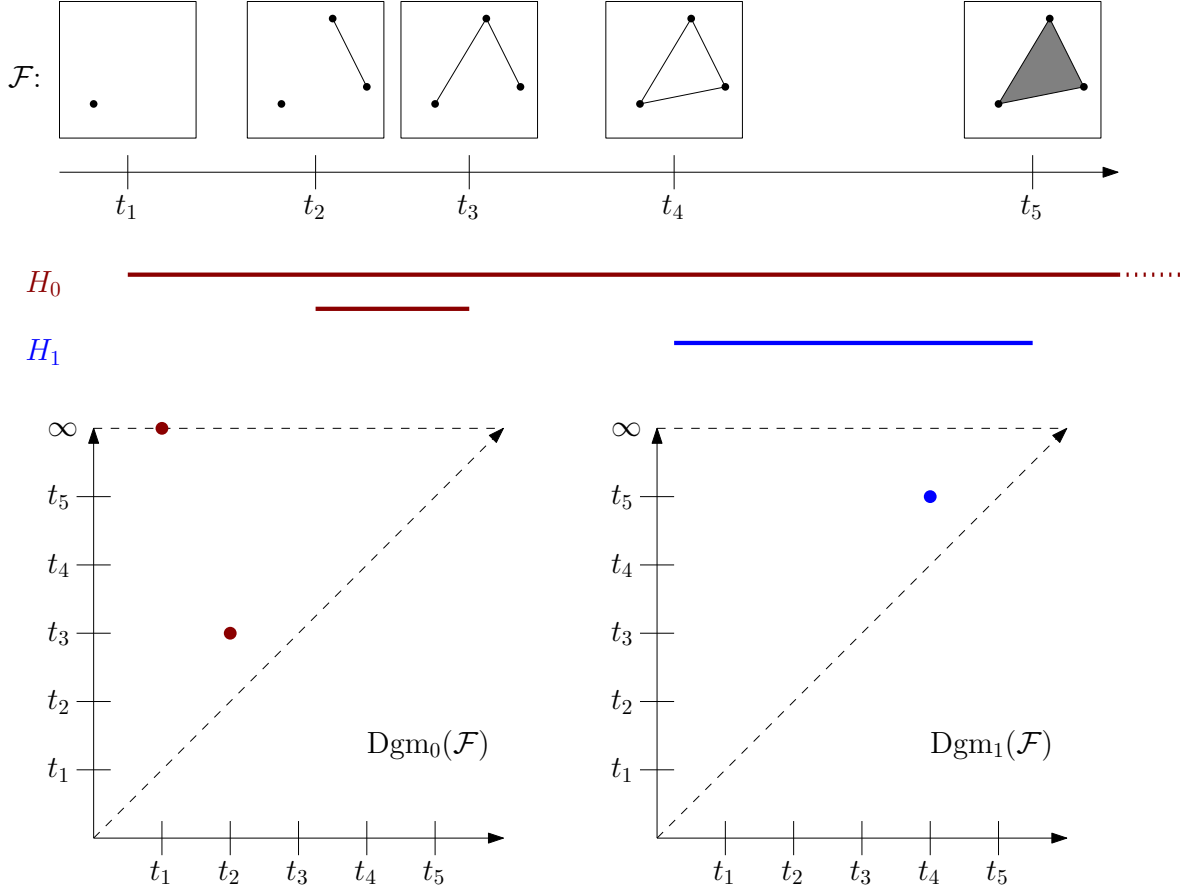 𝓕:
t₁ t₂ t₃ t₄ t₅
H₀
H₁
∞ ∞
t₅ t₅
t₄ t₄
t₃ t₃
t₂ t₂
Dgm₀(𝓕) Dgm₁(𝓕)
t₁ t₁
t₁ t₂ t₃ t₄ t₅ t₁ t₂ t₃ t₄ t₅